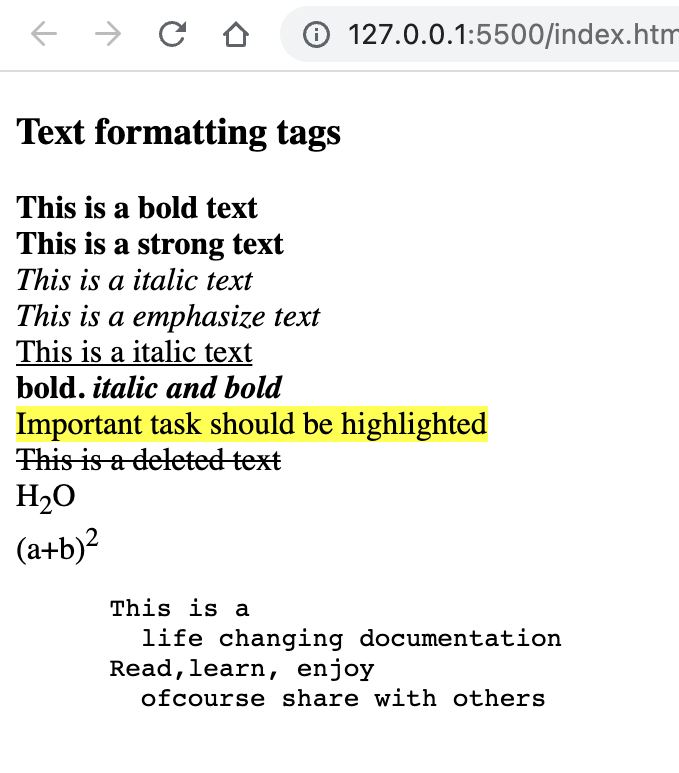 127.0.0.1:5500/index.htm
Text formatting tags
This is a bold text
This is a strong text
This is a italic text
This is a emphasize text
This is a italic text
bold. italic and bold
Important task should be highlighted
This is a deleted text
H₂O
(a+b)²
This is a
life changing documentation
Read,learn, enjoy
ofcourse share with others